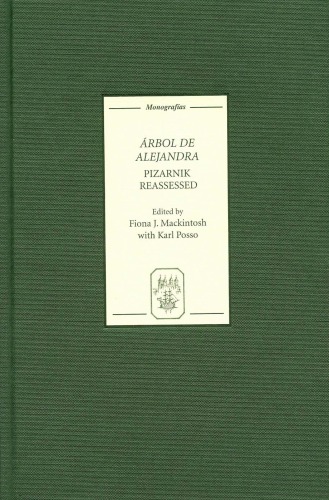 Monografías
ÁRBOL DE
ALEJANDRA
PIZARNIK
REASSESSED
Edited by
Fiona J. Mackintosh
with Karl Posso